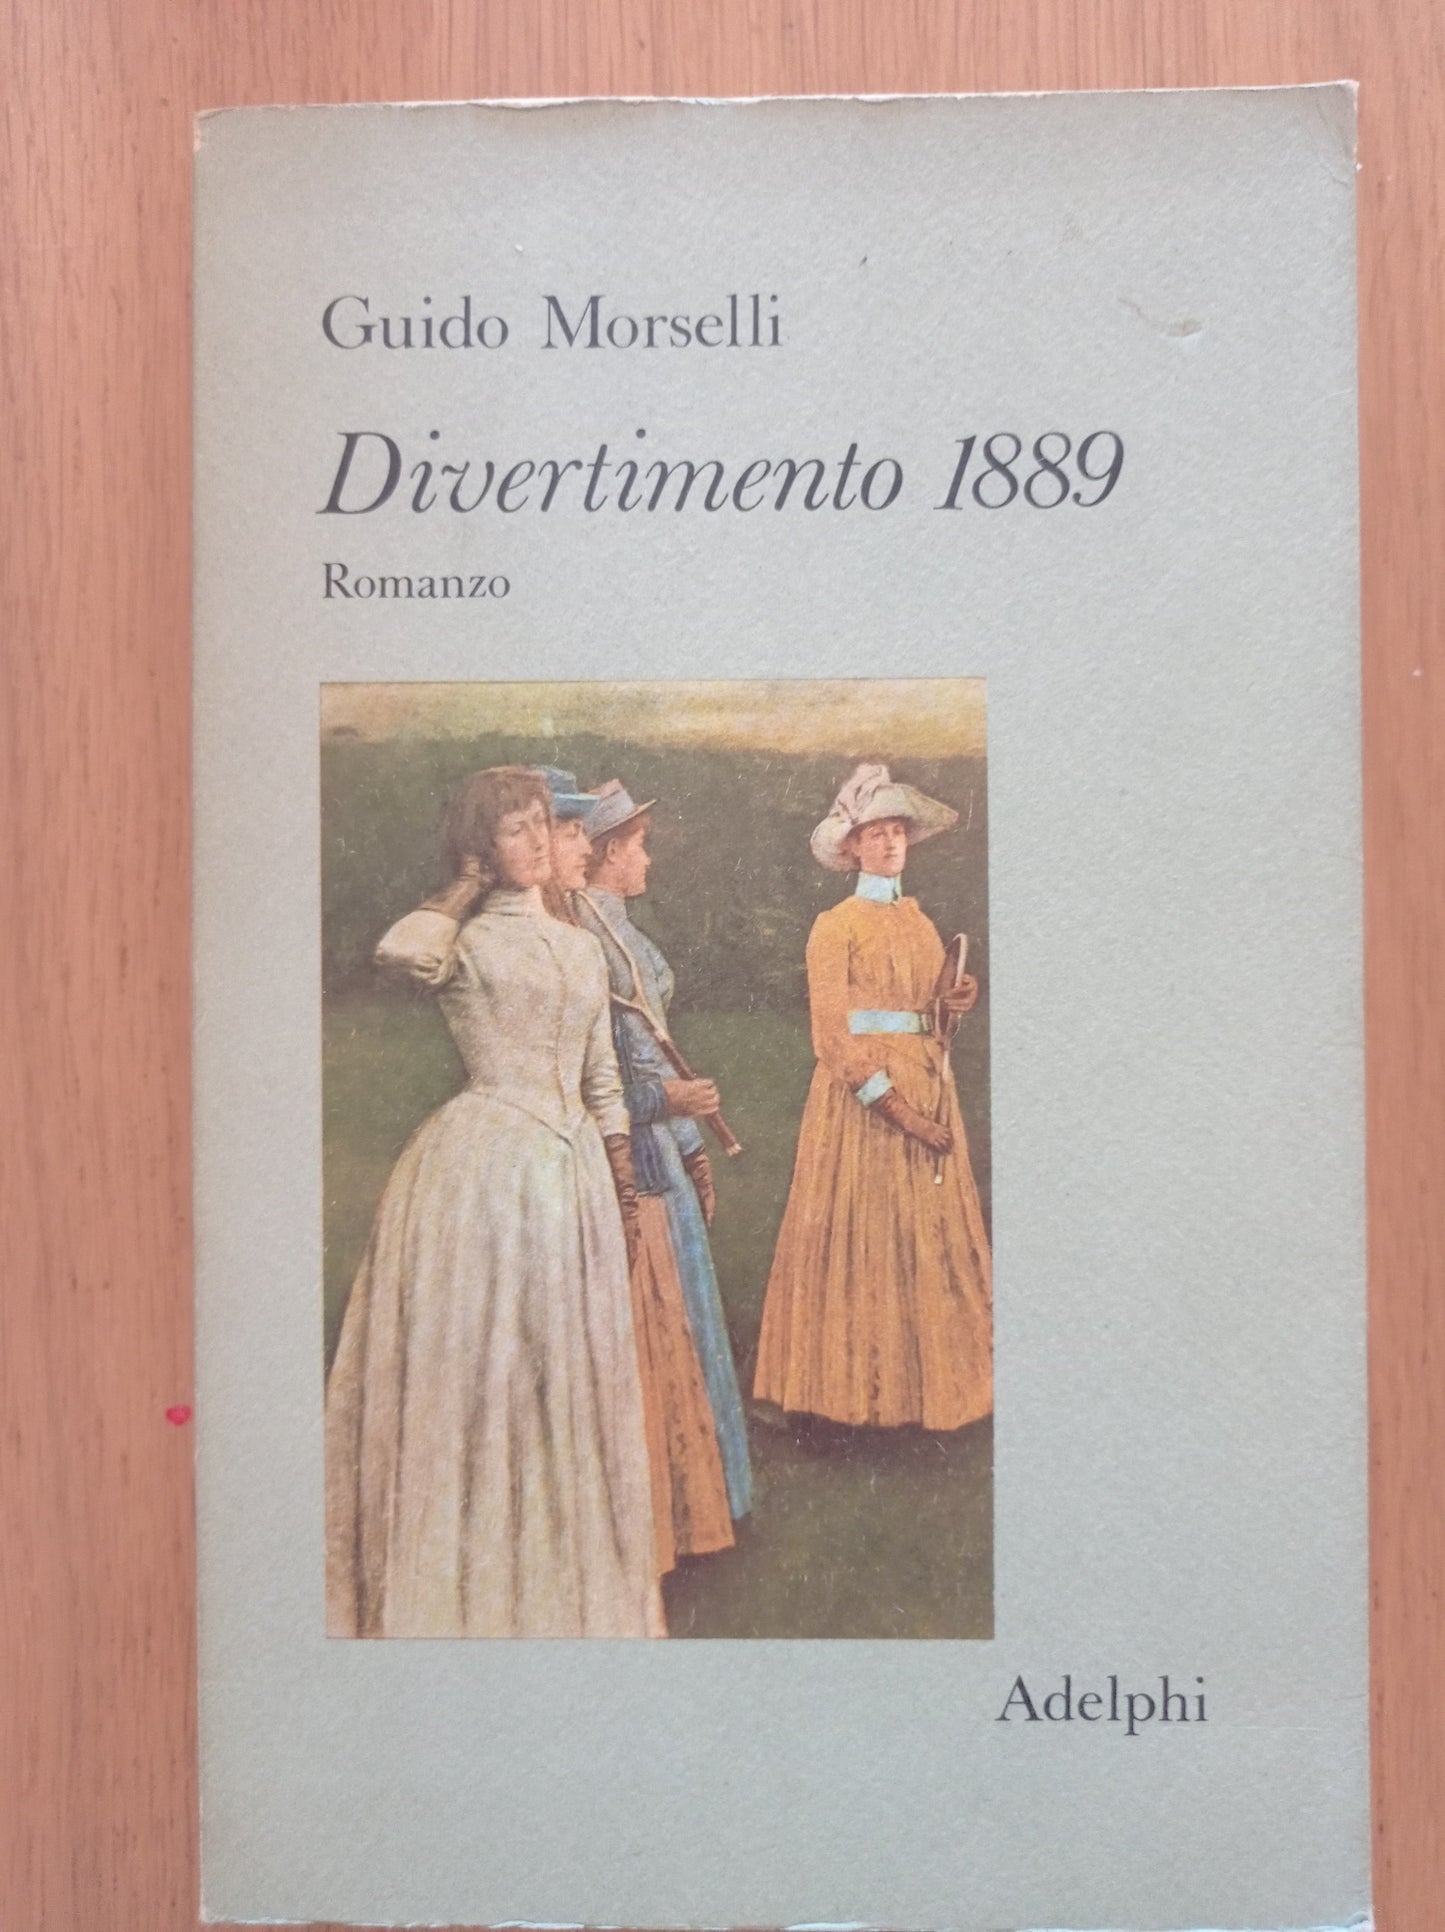 Guido Morselli
Divertimento 1889
Romanzo
Adelphi